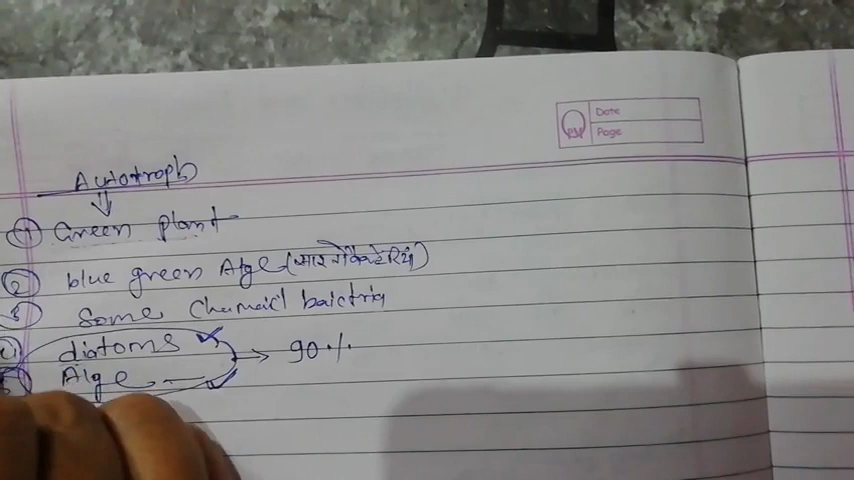 Date
PM
Page
Autotroph
① Green plant
② blue green Alge (सायनोबैक्टेरिया)
③ Some Chemical baictria
④ diatoms
⑤ Alge → 90%